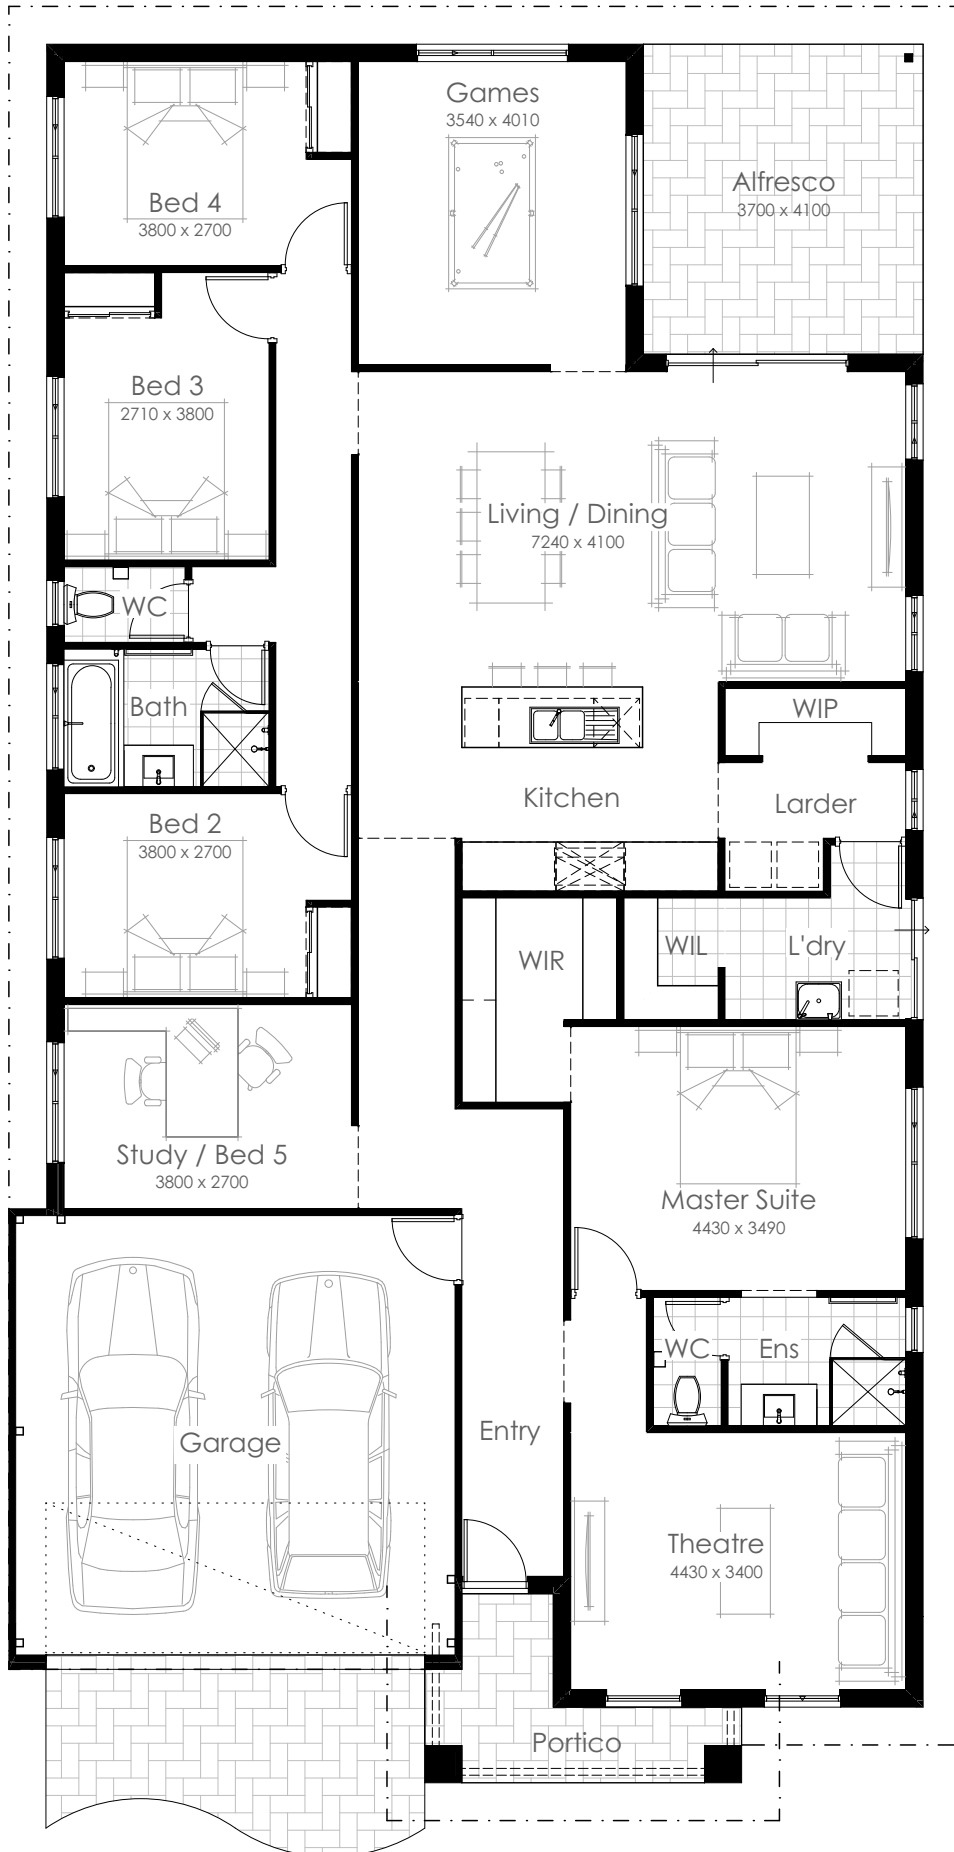 Games
3540 x 4010
Alfresco
3700 x 4100
Bed 4
3800 x 2700
Bed 3
2710 x 3800
Living / Dining
7240 x 4100
WC
Bath
WIP
Kitchen
Larder
Bed 2
3800 x 2700
WIR
WIL
L'dry
Study / Bed 5
3800 x 2700
Master Suite
4430 x 3490
WC
Ens
Garage
Entry
Theatre
4430 x 3400
Portico